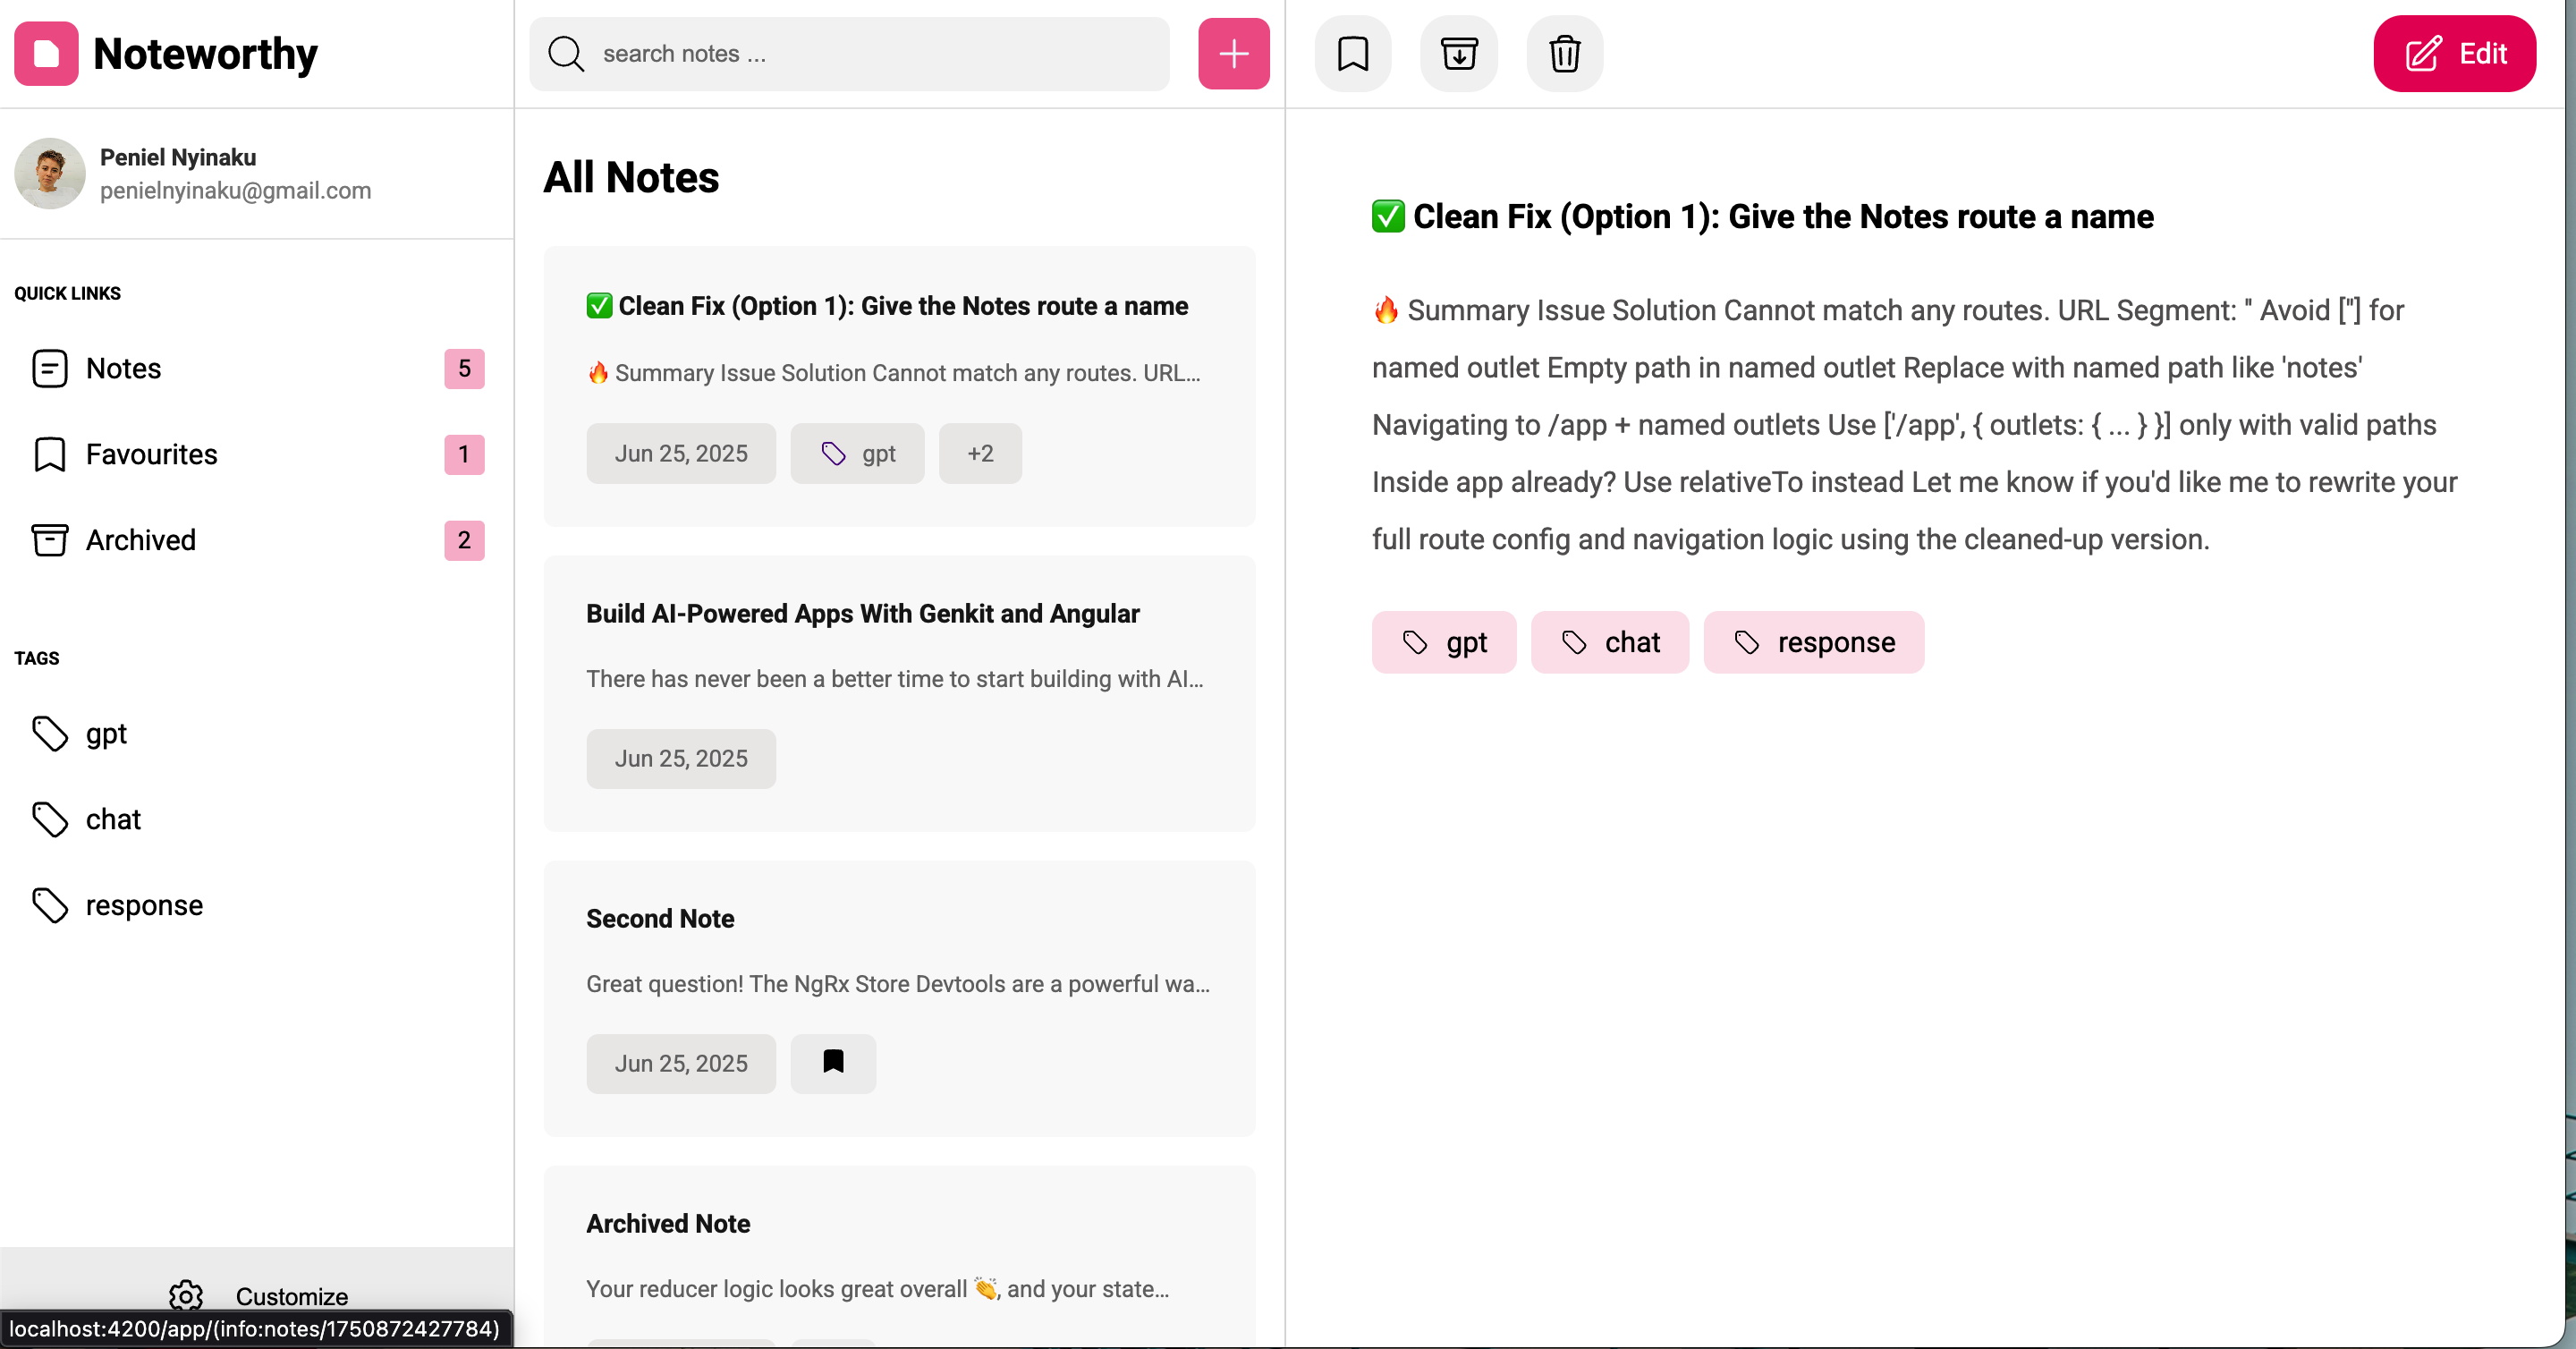 Noteworthy
search notes ...
Edit
Peniel Nyinaku
penielnyinaku@gmail.com
QUICK LINKS
Notes
5
Favourites
1
Archived
2
TAGS
gpt
chat
response
Customize
localhost:4200/app/(info:notes/1750872427784)
All Notes
✅ Clean Fix (Option 1): Give the Notes route a name
🔥 Summary Issue Solution Cannot match any routes. URL...
Jun 25, 2025
gpt
+2
Build AI-Powered Apps With Genkit and Angular
There has never been a better time to start building with AI...
Jun 25, 2025
Second Note
Great question! The NgRx Store Devtools are a powerful wa...
Jun 25, 2025
Archived Note
Your reducer logic looks great overall 👏, and your state...
✅ Clean Fix (Option 1): Give the Notes route a name
🔥 Summary Issue Solution Cannot match any routes. URL Segment: '' Avoid [''] for
named outlet Empty path in named outlet Replace with named path like 'notes'
Navigating to /app + named outlets Use ['/app', { outlets: { ... } }] only with valid paths
Inside app already? Use relativeTo instead Let me know if you'd like me to rewrite your
full route config and navigation logic using the cleaned-up version.
gpt
chat
response